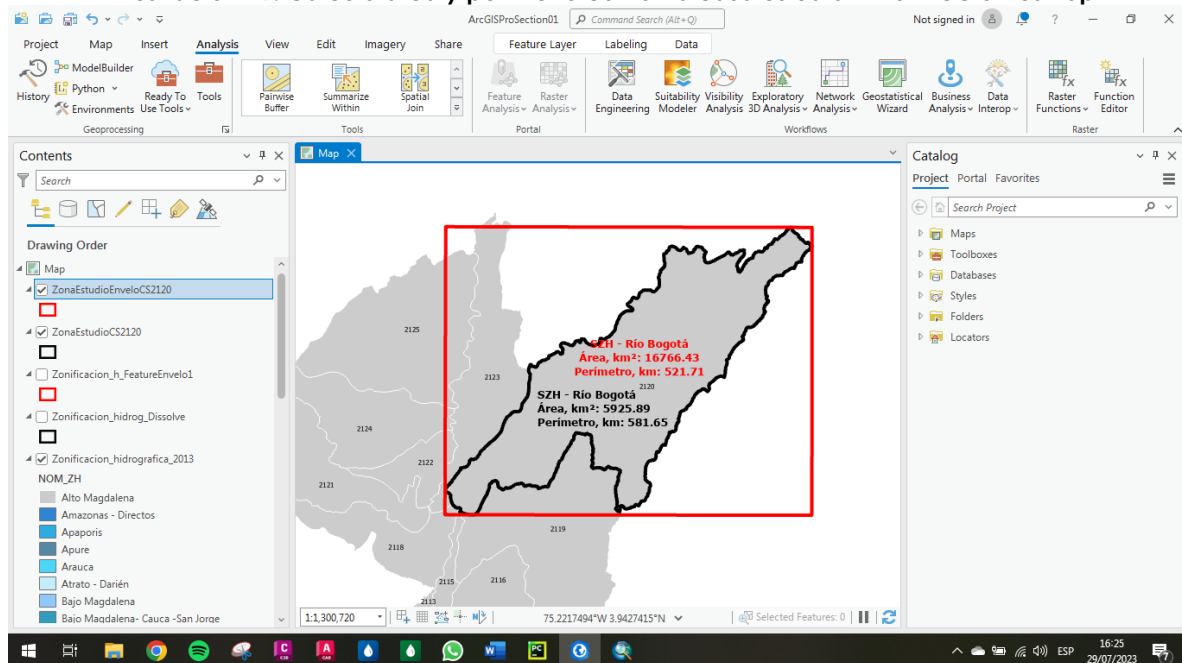 ArcGISProSection01
Command Search (Alt+Q)
Not signed in
?
Project
Map
Insert
Analysis
View
Edit
Imagery
Share
Feature Layer
Labeling
Data
History
ModelBuilder
Python
Environments
Ready To
Use Tools
Tools
Geoprocessing
Pairwise
Buffer
Summarize
Within
Spatial
Join
Tools
Feature
Analysis
Raster
Analysis
Portal
Data
Engineering
Suitability
Modeler
Visibility
Analysis
Exploratory
3D Analysis
Network
Analysis
Geostatistical
Wizard
Business
Analysis
Data
Interop
Workflows
Raster
Functions
Function
Editor
Raster
Contents
Search
Drawing Order
Map
ZonaEstudioEnveloCS2120
ZonaEstudioCS2120
Zonificacion_h_FeatureEnvelo1
Zonificacion_hidrog_Dissolve
Zonificacion_hidrografica_2013
NOM_ZH
Alto Magdalena
Amazonas - Directos
Apaporis
Apure
Arauca
Atrato - Darién
Bajo Magdalena
Bajo Magdalena- Cauca -San Jorge
Map
2125
2123
2124
2122
2121
2118
2115
2116
2113
2119
SZH - Río Bogotá
Área, km²: 16766.43
Perímetro, km: 521.71
2120
SZH - Río Bogotá
Área, km²: 5925.89
Perímetro, km: 581.65
1:1,300,720
75.2217494°W 3.9427415°N
Selected Features: 0
Catalog
Project
Portal
Favorites
Search Project
Maps
Toolboxes
Databases
Styles
Folders
Locators
ESP
16:25
29/07/2023